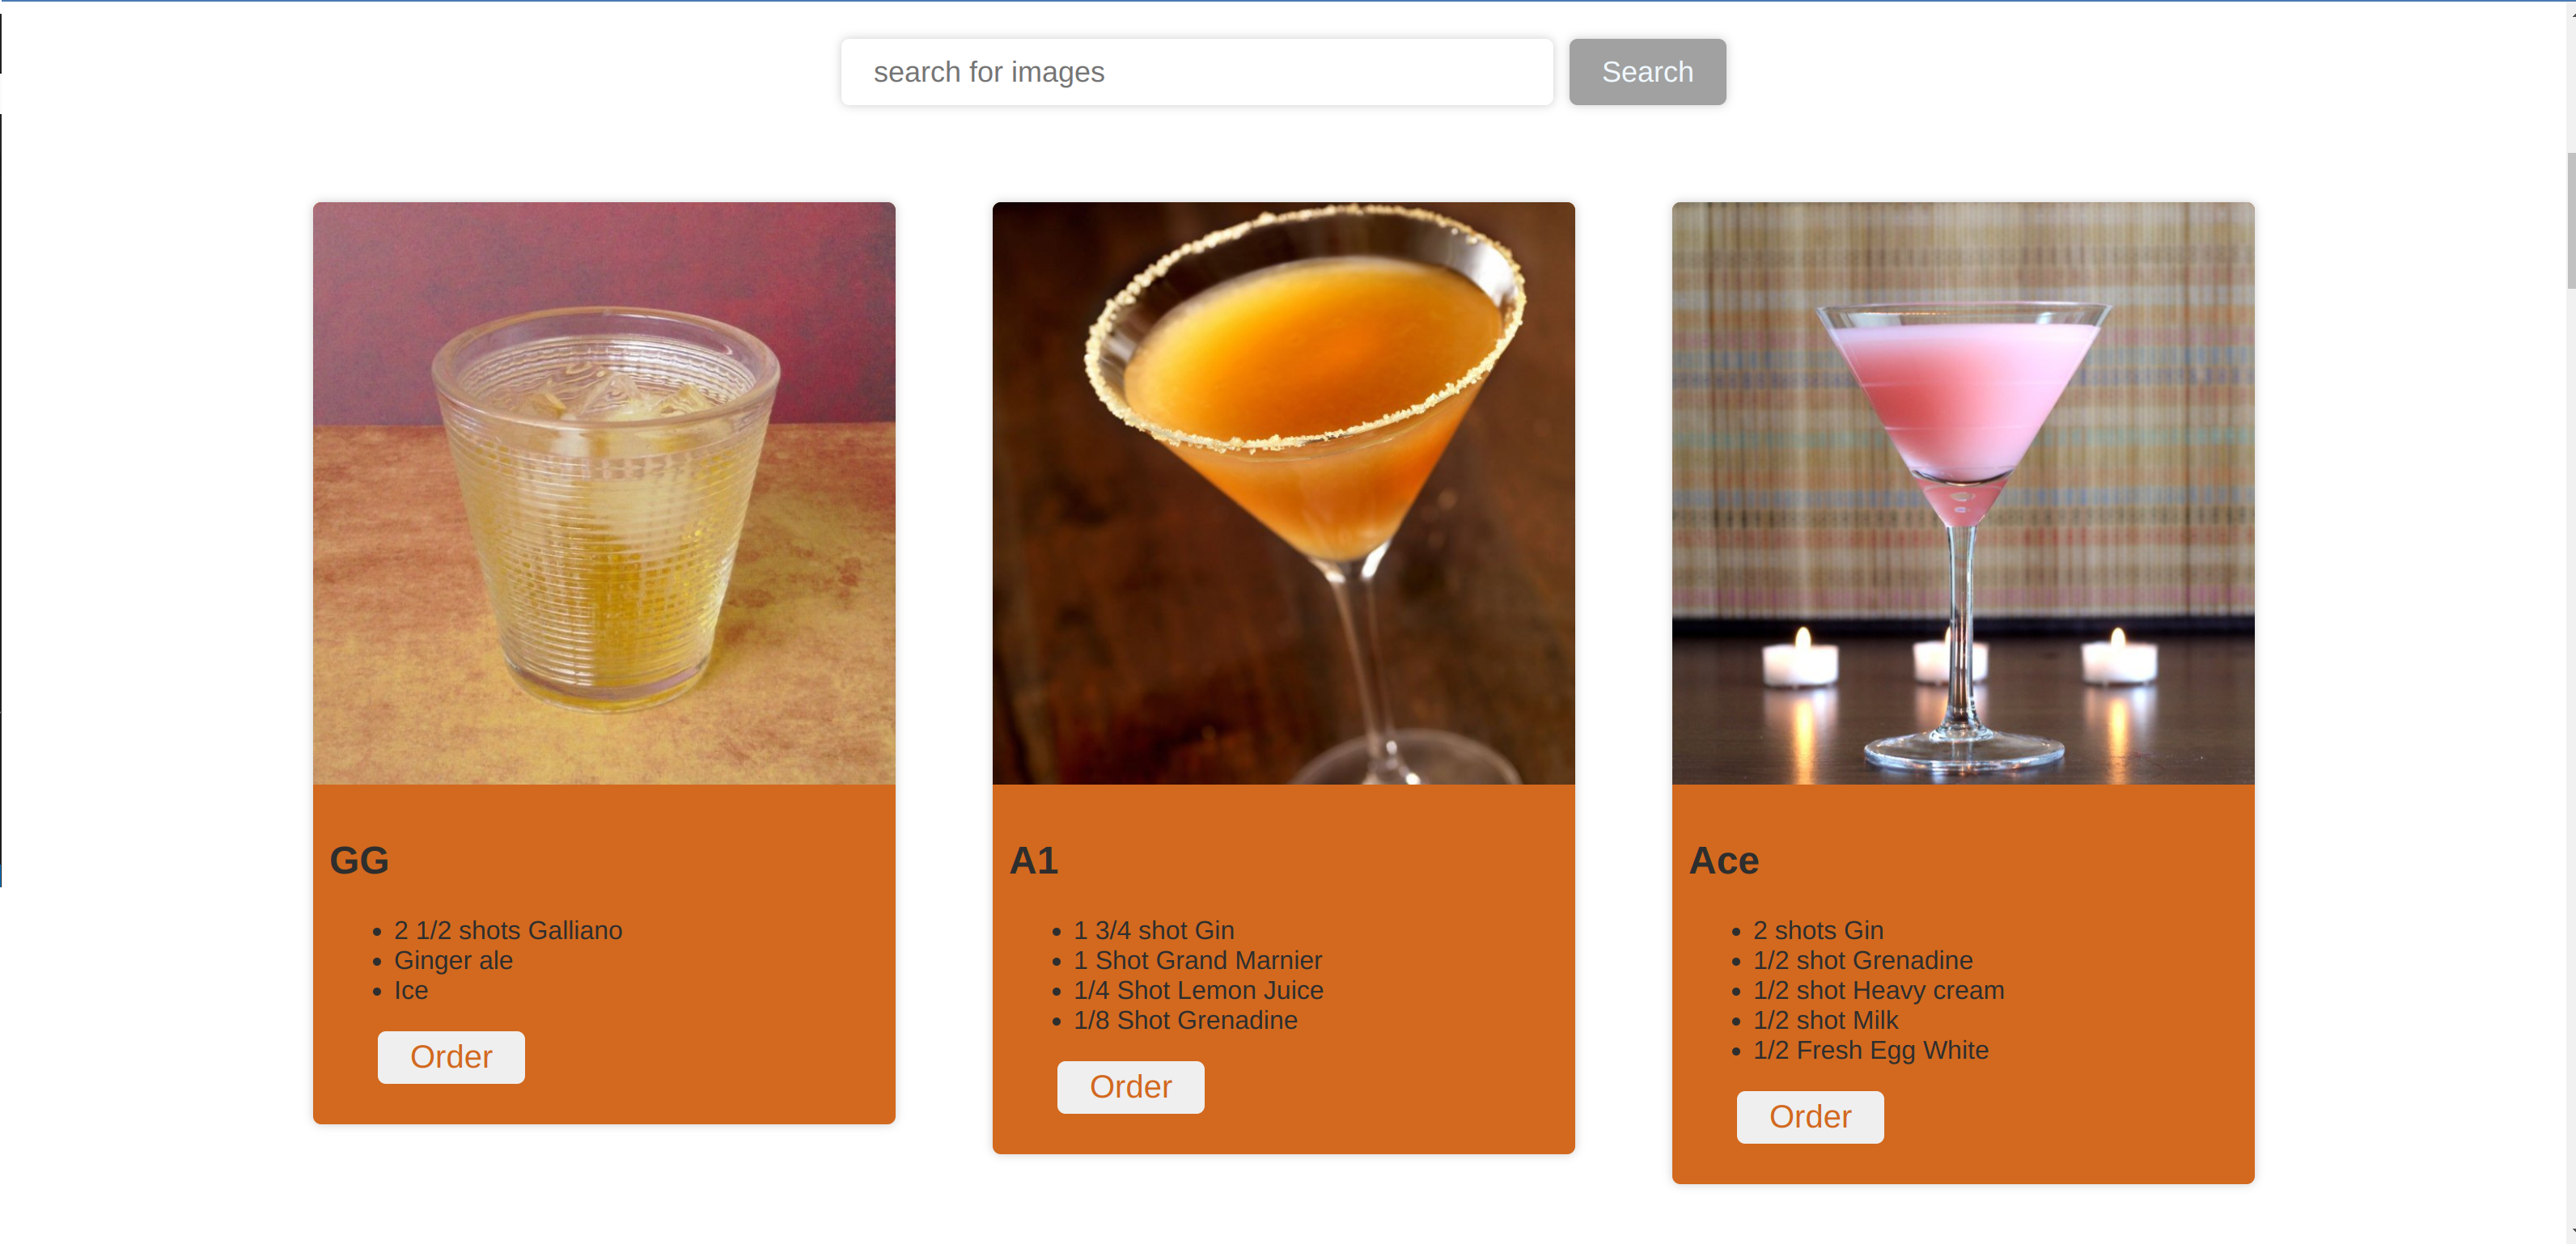 search for images
Search
GG
2 1/2 shots Galliano
Ginger ale
Ice
Order
A1
1 3/4 shot Gin
1 Shot Grand Marnier
1/4 Shot Lemon Juice
1/8 Shot Grenadine
Order
Ace
2 shots Gin
1/2 shot Grenadine
1/2 shot Heavy cream
1/2 shot Milk
1/2 Fresh Egg White
Order